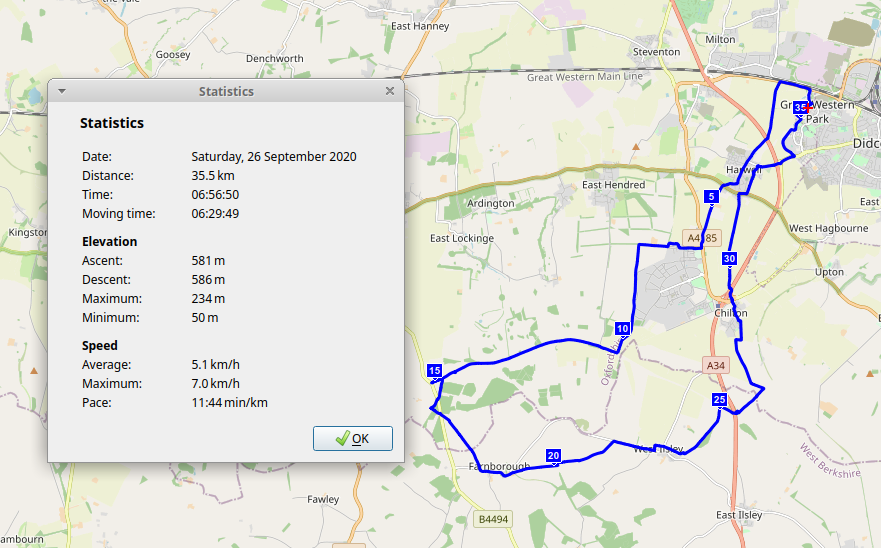 the Vale
East Hanney
Goosey
Denchworth
Steventon
Milton
Great Western Main Line
Statistics
Statistics
Date: Saturday, 26 September 2020
Distance: 35.5 km
Time: 06:56:50
Moving time: 06:29:49
Elevation
Ascent: 581 m
Descent: 586 m
Maximum: 234 m
Minimum: 50 m
Speed
Average: 5.1 km/h
Maximum: 7.0 km/h
Pace: 11:44 min/km
OK
35
Great Western
Park
Didc
Harwell
East Hendred
5
Ardington
East
Kingsto
East Lockinge
A4185
West Hagbourne
30
Upton
E
Chilton
10
Oxfordsh
15
A34
25
20
West Ilsley
Farnborough
West Berkshire
Fawley
B4494
East Ilsley
ambourn